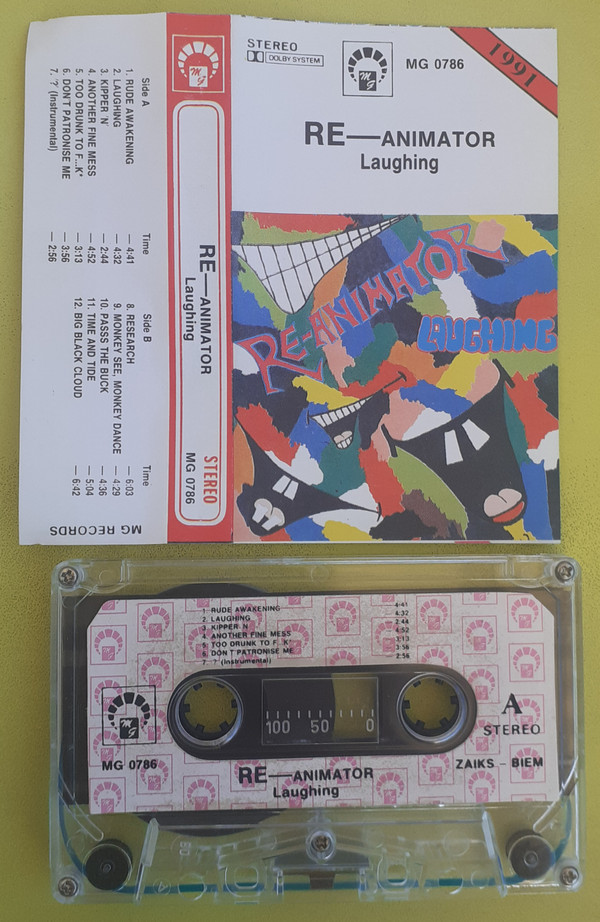 STEREO
DOLBY SYSTEM
MG
MG 0786
1991
RE—ANIMATOR
Laughing
RE-ANIMATOR
LAUGHING
MG
RE—ANIMATOR
Laughing
STEREO
MG 0786
Side A Time
1. RUDE AWAKENING — 4:41
2. LAUGHING — 4:32
3. KIPPER 'N' — 2:44
4. ANOTHER FINE MESS — 4:52
5. TOO DRUNK TO F...K* — 3:13
6. DON'T PATRONISE ME — 3:56
7. '?' (Instrumental) — 2:56
Side B Time
8. RESEARCH — 6:03
9. MONKEY SEE, MONKEY DANCE — 4:29
10. PASSS THE BUCK — 4:36
11. TIME AND TIDE — 5:04
12. BIG BLACK CLOUD — 6:42
MG RECORDS
1. RUDE AWAKENING 4:41
2. LAUGHING 4:32
3. KIPPER 'N' 2:44
4. ANOTHER FINE MESS 4:52
5. TOO DRUNK TO F...K* 3:13
6. DON'T PATRONISE ME 3:56
7. '?' (Instrumental) 2:56
MG
MG 0786
100 50 0
A
STEREO
ZAIKS – BIEM
RE—ANIMATOR
Laughing